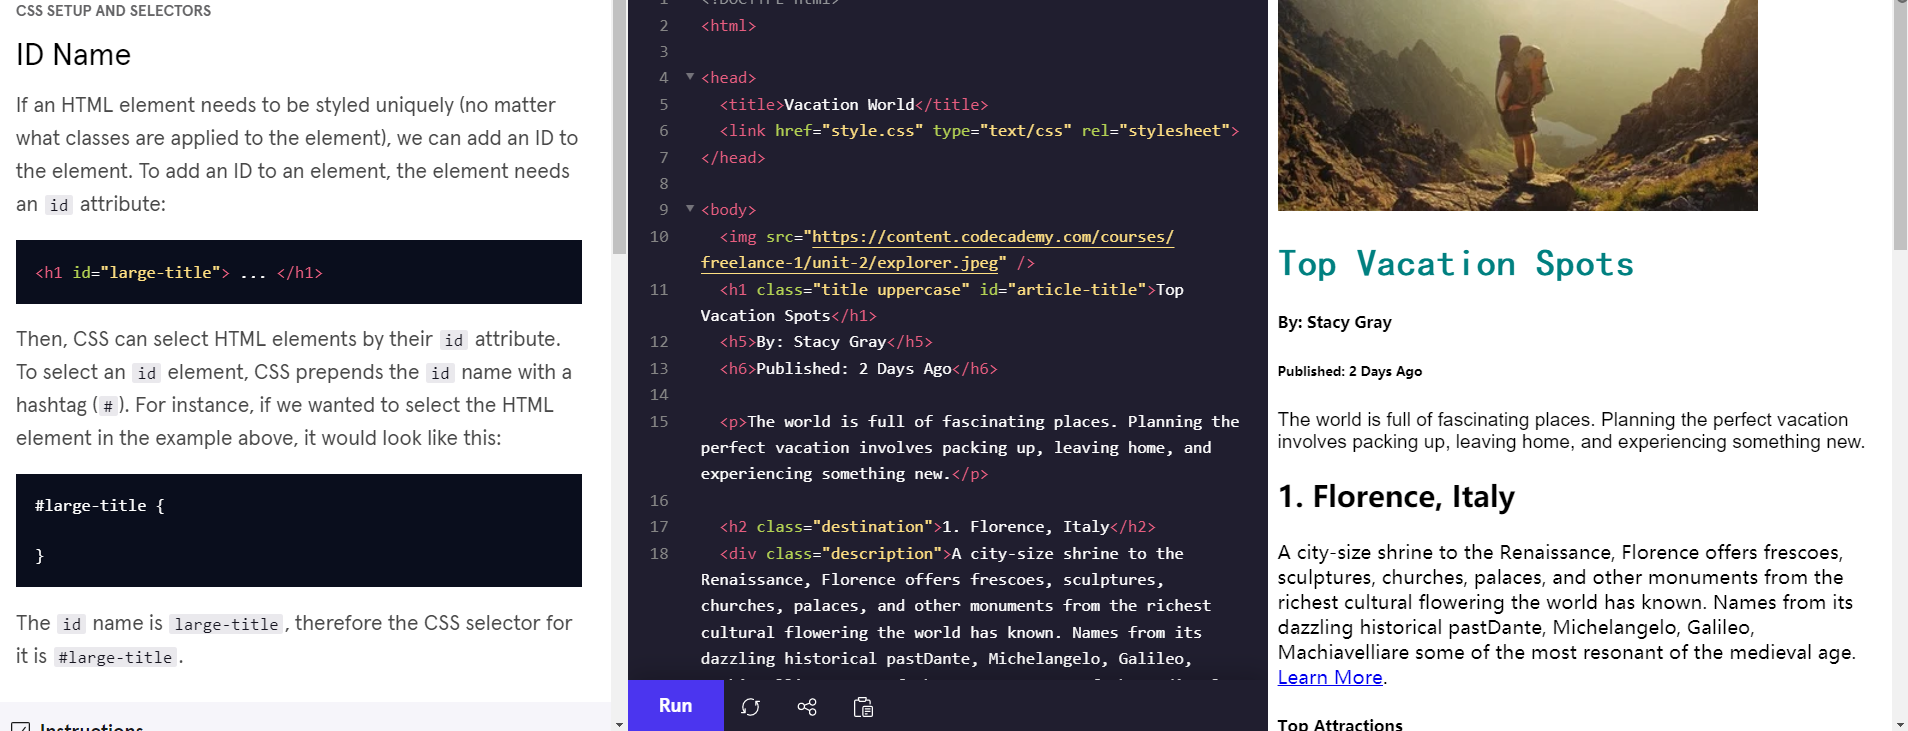 CSS SETUP AND SELECTORS
ID Name
If an HTML element needs to be styled uniquely (no matter
what classes are applied to the element), we can add an ID to
the element. To add an ID to an element, the element needs
an id attribute:
<h1 id="large-title"> ... </h1>
Then, CSS can select HTML elements by their id attribute.
To select an id element, CSS prepends the id name with a
hashtag (#). For instance, if we wanted to select the HTML
element in the example above, it would look like this:
#large-title {
}
The id name is large-title, therefore the CSS selector for
it is #large-title.
Instructions
1 <!DOCTYPE html>
2 <html>
3
4 <head>
5 <title>Vacation World</title>
6 <link href="style.css" type="text/css" rel="stylesheet">
7 </head>
8
9 <body>
10 <img src="https://content.codecademy.com/courses/
freelance-1/unit-2/explorer.jpeg" />
11 <h1 class="title uppercase" id="article-title">Top
Vacation Spots</h1>
12 <h5>By: Stacy Gray</h5>
13 <h6>Published: 2 Days Ago</h6>
14
15 <p>The world is full of fascinating places. Planning the
perfect vacation involves packing up, leaving home, and
experiencing something new.</p>
16
17 <h2 class="destination">1. Florence, Italy</h2>
18 <div class="description">A city-size shrine to the
Renaissance, Florence offers frescoes, sculptures,
churches, palaces, and other monuments from the richest
cultural flowering the world has known. Names from its
dazzling historical pastDante, Michelangelo, Galileo,
Run
Top Vacation Spots
By: Stacy Gray
Published: 2 Days Ago
The world is full of fascinating places. Planning the perfect vacation
involves packing up, leaving home, and experiencing something new.
1. Florence, Italy
A city-size shrine to the Renaissance, Florence offers frescoes,
sculptures, churches, palaces, and other monuments from the
richest cultural flowering the world has known. Names from its
dazzling historical pastDante, Michelangelo, Galileo,
Machiavelliare some of the most resonant of the medieval age.
Learn More.
Top Attractions